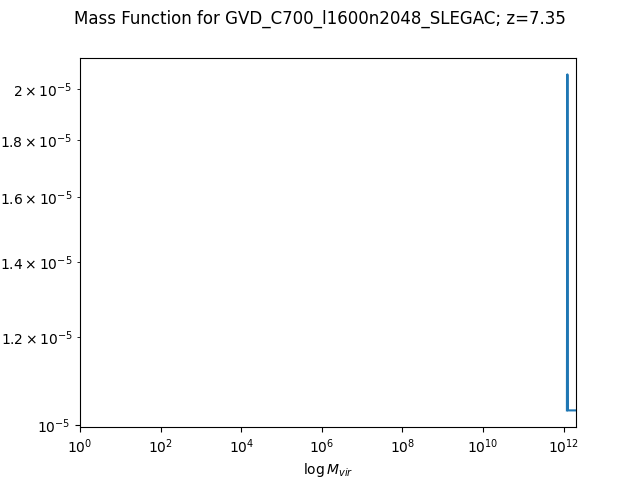 Mass Function for GVD_C700_l1600n2048_SLEGAC; z=7.35
2 × 10⁻⁵
1.8 × 10⁻⁵
1.6 × 10⁻⁵
1.4 × 10⁻⁵
1.2 × 10⁻⁵
10⁻⁵
10⁰ 10² 10⁴ 10⁶ 10⁸ 10¹⁰ 10¹²
log M_vir